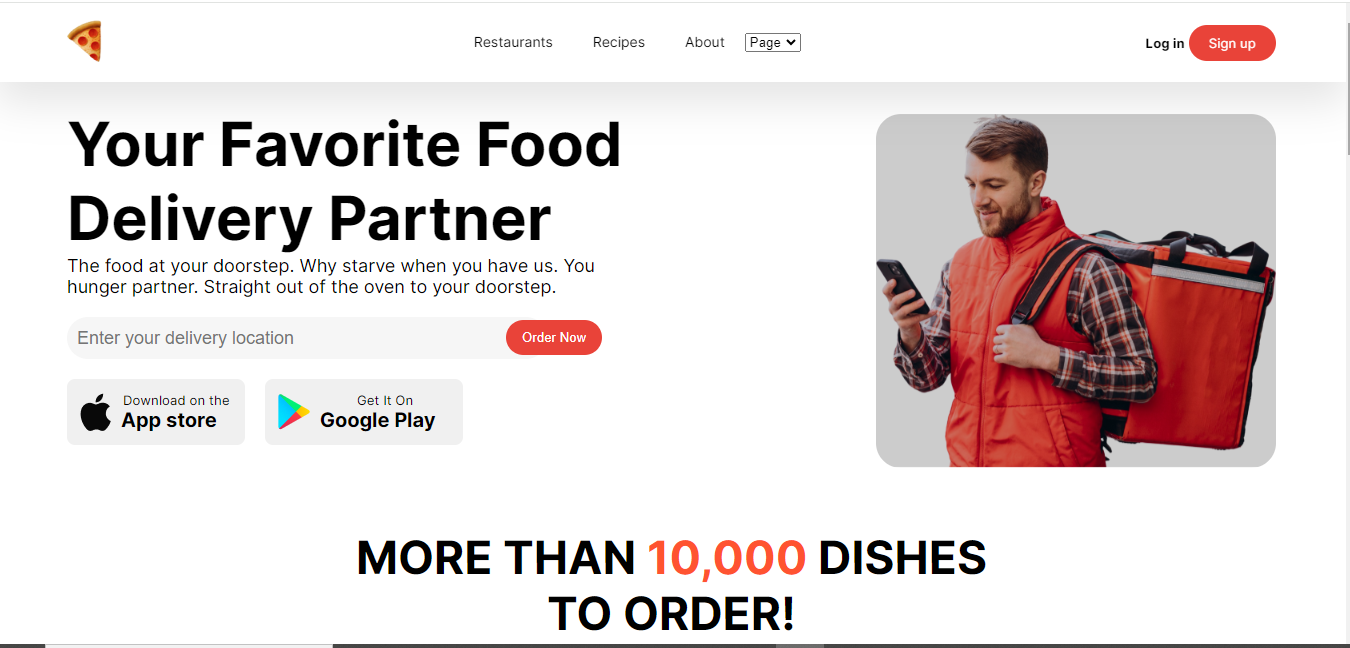 Restaurants Recipes About Page Log in Sign up
Your Favorite Food
Delivery Partner
The food at your doorstep. Why starve when you have us. You
hunger partner. Straight out of the oven to your doorstep.
Enter your delivery location Order Now
Download on the
App store
Get It On
Google Play
MORE THAN 10,000 DISHES
TO ORDER!